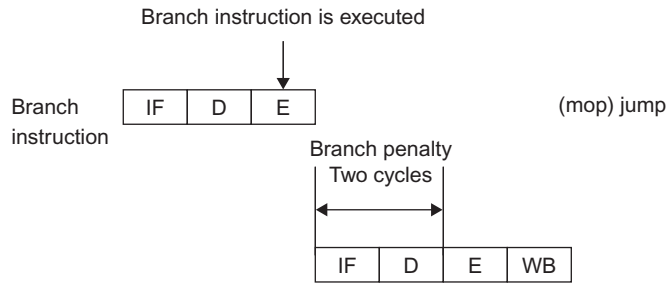 Branch instruction is executed
Branch
instruction
IF D E
(mop) jump
Branch penalty
Two cycles
IF D E WB